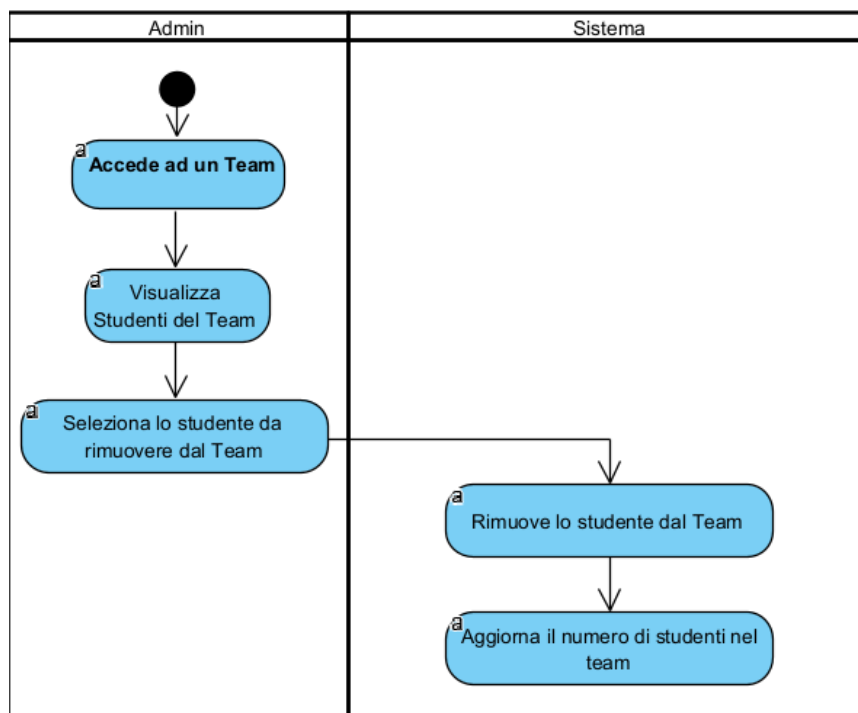 Admin
Sistema
a
Accede ad un Team
a
Visualizza
Studenti del Team
a
Seleziona lo studente da
rimuovere dal Team
a
Rimuove lo studente dal Team
a
Aggiorna il numero di studenti nel
team